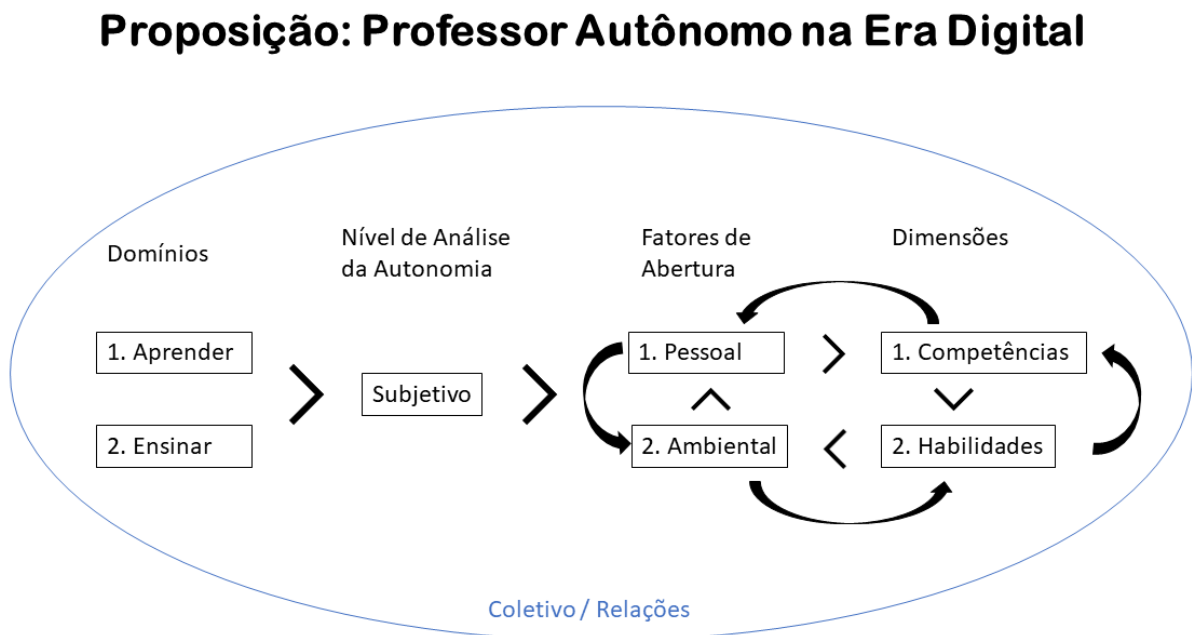 Proposição: Professor Autônomo na Era Digital
Domínios
Nível de Análise
da Autonomia
Fatores de
Abertura
Dimensões
1. Aprender
2. Ensinar
Subjetivo
1. Pessoal
2. Ambiental
1. Competências
2. Habilidades
Coletivo / Relações